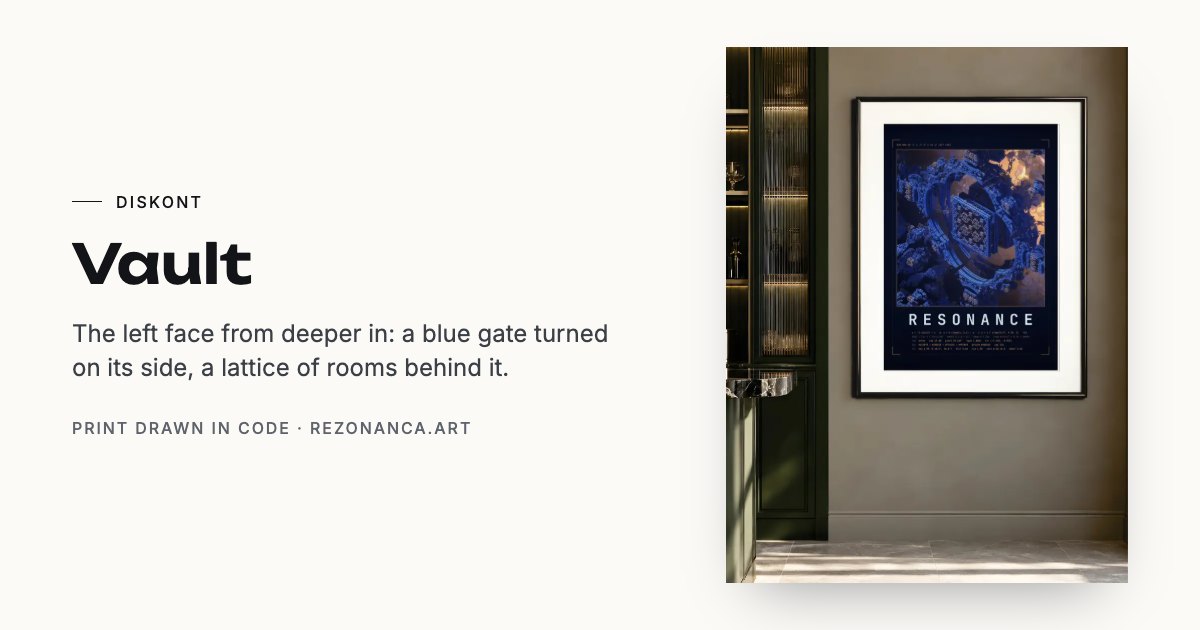 DISKONT
Vault
The left face from deeper in: a blue gate turned
on its side, a lattice of rooms behind it.
PRINT DRAWN IN CODE · REZONANCA.ART
RESONANCE